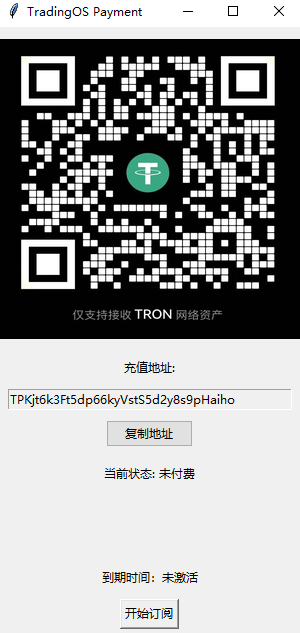 TradingOS Payment
仅支持接收 TRON 网络资产
充值地址:
TPKjt6k3Ft5dp66kyVstS5d2y8s9pHaiho
复制地址
当前状态: 未付费
到期时间: 未激活
开始订阅